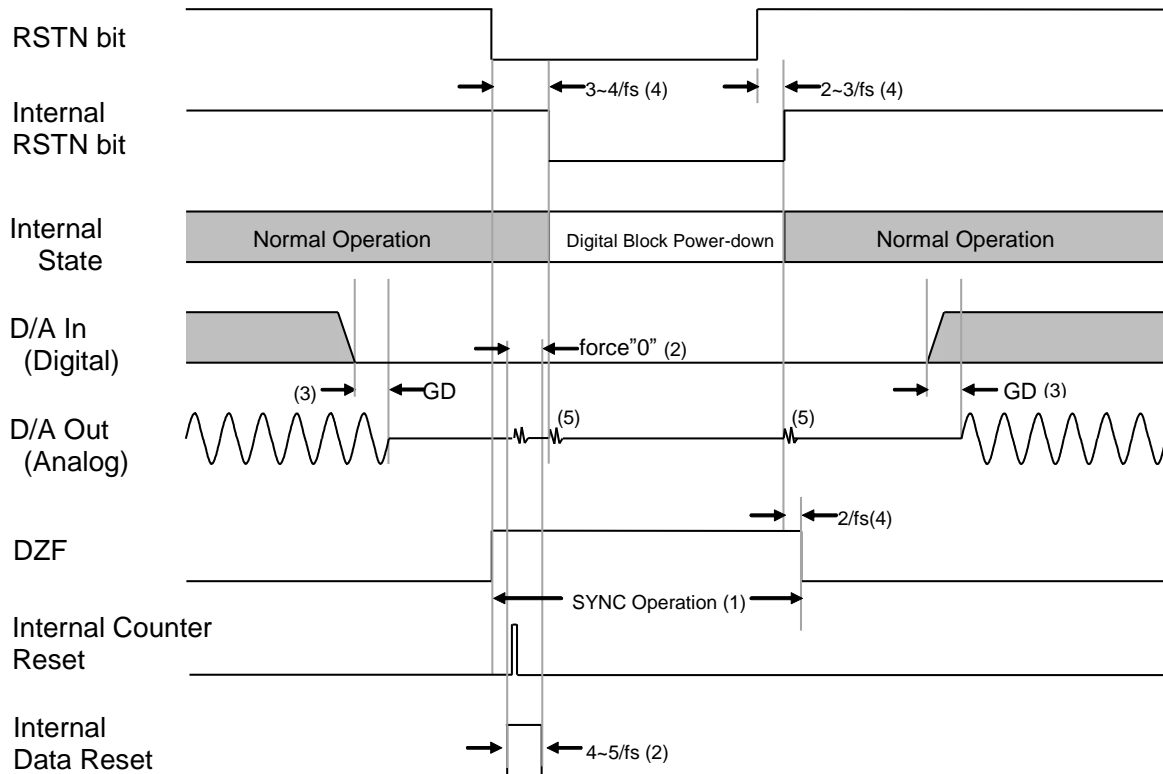 RSTN bit
3~4/fs (4)
2~3/fs (4)
Internal
RSTN bit
Internal
State
Normal Operation
Digital Block Power-down
Normal Operation
D/A In
(Digital)
force”0” (2)
(3)
GD
GD (3)
D/A Out
(Analog)
(5)
(5)
2/fs(4)
DZF
SYNC Operation (1)
Internal Counter
Reset
Internal
Data Reset
4~5/fs (2)